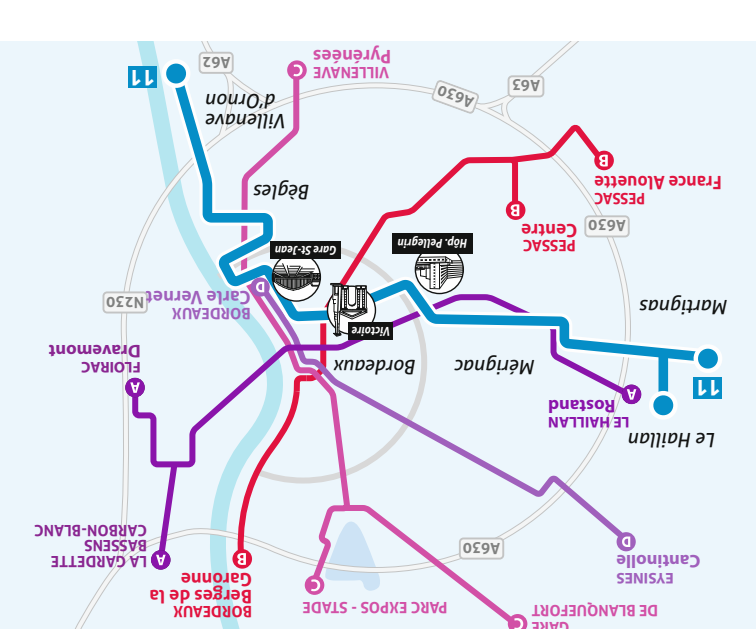 GARE
DE BLANQUEFORT
C
PARC EXPOS - STADE
C
BORDEAUX
Berges de la
Garonne
B
EYSINES
Cantinolle
D
A630
LA GARDETTE
BASSENS
CARBON-BLANC
A
Le Haillan
LE HAILLAN
Rostand
A
11
Mérignac
Bordeaux
FLOIRAC
Dravemont
A
Martignas
Victoire
BORDEAUX
Carle Vernet
D
N230
Hôp. Pellegrin
Gare St-Jean
A630
PESSAC
Centre
B
PESSAC
France Alouette
B
Bègles
Villenave
d'Ornon
A63
A630
VILLENAVE
Pyrénées
C
A62
11